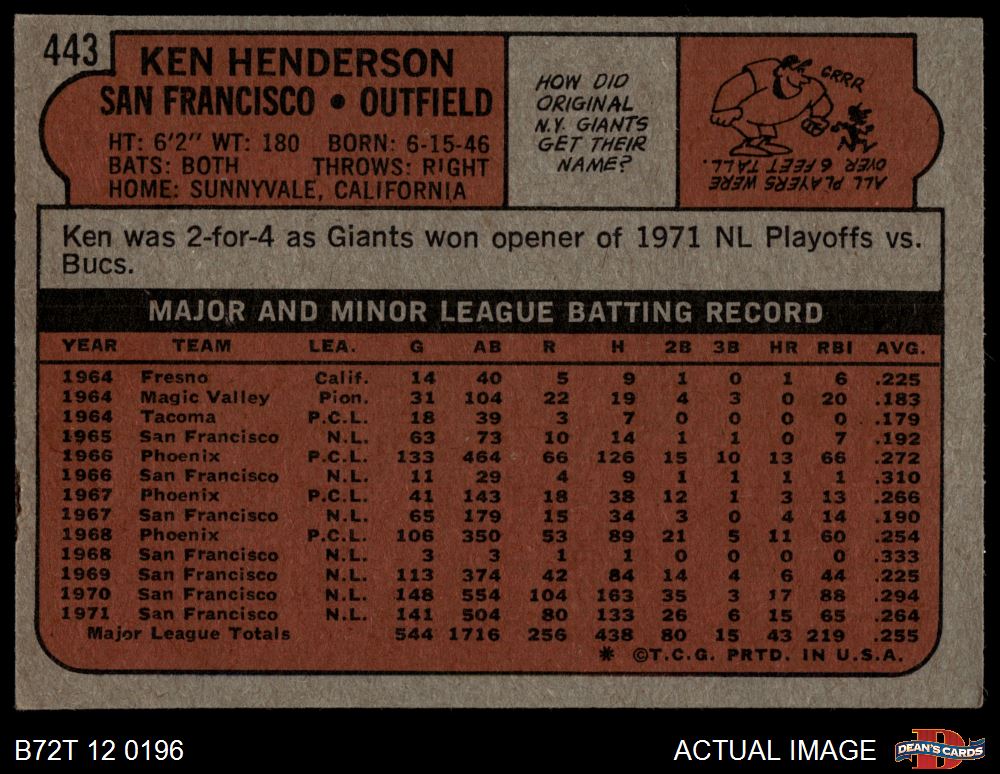 443
KEN HENDERSON
SAN FRANCISCO • OUTFIELD
HT: 6'2" WT: 180 BORN: 6-15-46
BATS: BOTH THROWS: RIGHT
HOME: SUNNYVALE, CALIFORNIA
HOW DID
ORIGINAL
N.Y. GIANTS
GET THEIR
NAME?
GRRR
ALL PLAYERS WERE
OVER 6 FEET TALL.
Ken was 2-for-4 as Giants won opener of 1971 NL Playoffs vs.
Bucs.
MAJOR AND MINOR LEAGUE BATTING RECORD
YEAR TEAM LEA. G AB R H 2B 3B HR RBI AVG.
1964 Fresno Calif. 14 40 5 9 1 0 1 6 .225
1964 Magic Valley Pion. 31 104 22 19 4 3 0 20 .183
1964 Tacoma P.C.L. 18 39 3 7 0 0 0 0 .179
1965 San Francisco N.L. 63 73 10 14 1 1 0 7 .192
1966 Phoenix P.C.L. 133 464 66 126 15 10 13 66 .272
1966 San Francisco N.L. 11 29 4 9 1 1 1 1 .310
1967 Phoenix P.C.L. 41 143 18 38 12 1 3 13 .266
1967 San Francisco N.L. 65 179 15 34 3 0 4 14 .190
1968 Phoenix P.C.L. 106 350 53 89 21 5 11 60 .254
1968 San Francisco N.L. 3 3 1 1 0 0 0 0 .333
1969 San Francisco N.L. 113 374 42 84 14 4 6 44 .225
1970 San Francisco N.L. 148 554 104 163 35 3 17 88 .294
1971 San Francisco N.L. 141 504 80 133 26 6 15 65 .264
Major League Totals 544 1716 256 438 80 15 43 219 .255
* ©T.C.G. PRTD. IN U.S.A.
B72T 12 0196
ACTUAL IMAGE
DEAN'S CARDS